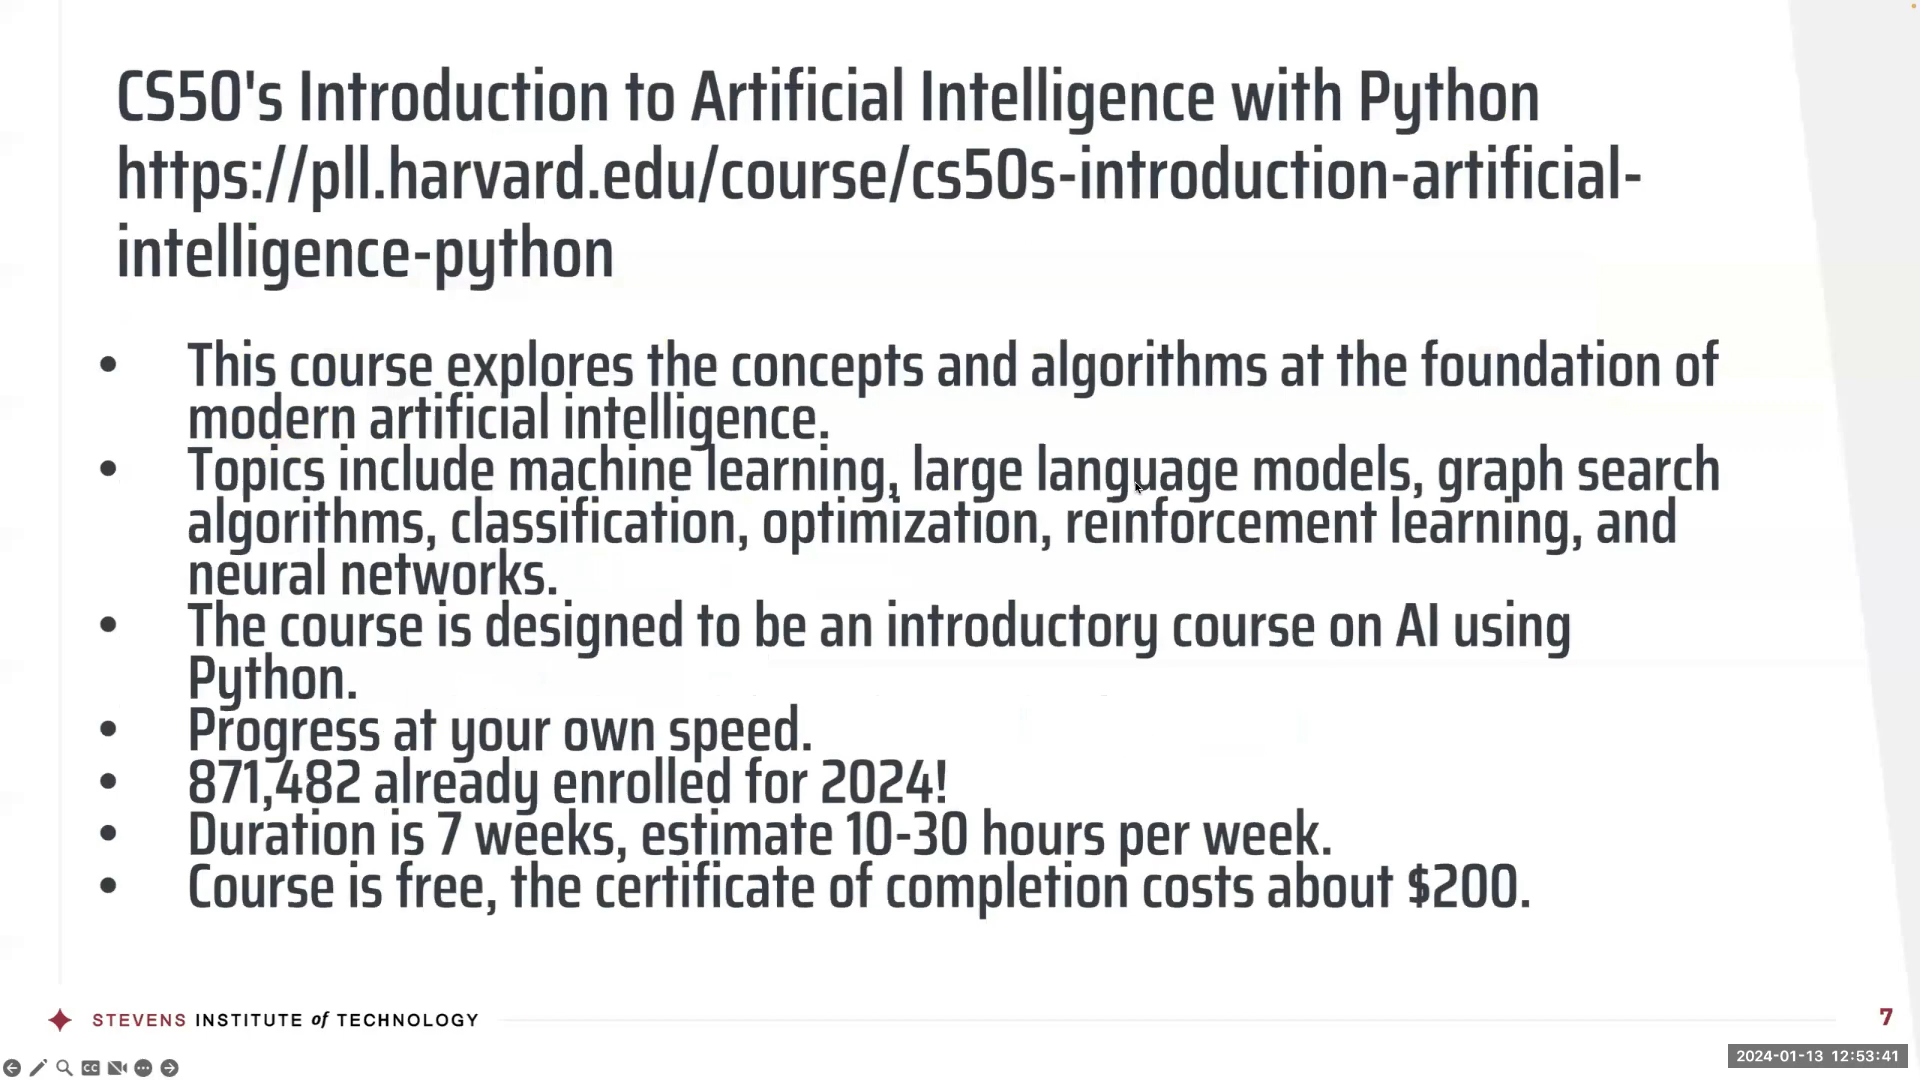 CS50's Introduction to Artificial Intelligence with Python
https://pll.harvard.edu/course/cs50s-introduction-artificial-
intelligence-python
• This course explores the concepts and algorithms at the foundation of
modern artificial intelligence.
• Topics include machine learning, large language models, graph search
algorithms, classification, optimization, reinforcement learning, and
neural networks.
• The course is designed to be an introductory course on AI using
Python.
• Progress at your own speed.
• 871,482 already enrolled for 2024!
• Duration is 7 weeks, estimate 10-30 hours per week.
• Course is free, the certificate of completion costs about $200.
STEVENS INSTITUTE of TECHNOLOGY
7
CC
2024-01-13 12:53:41